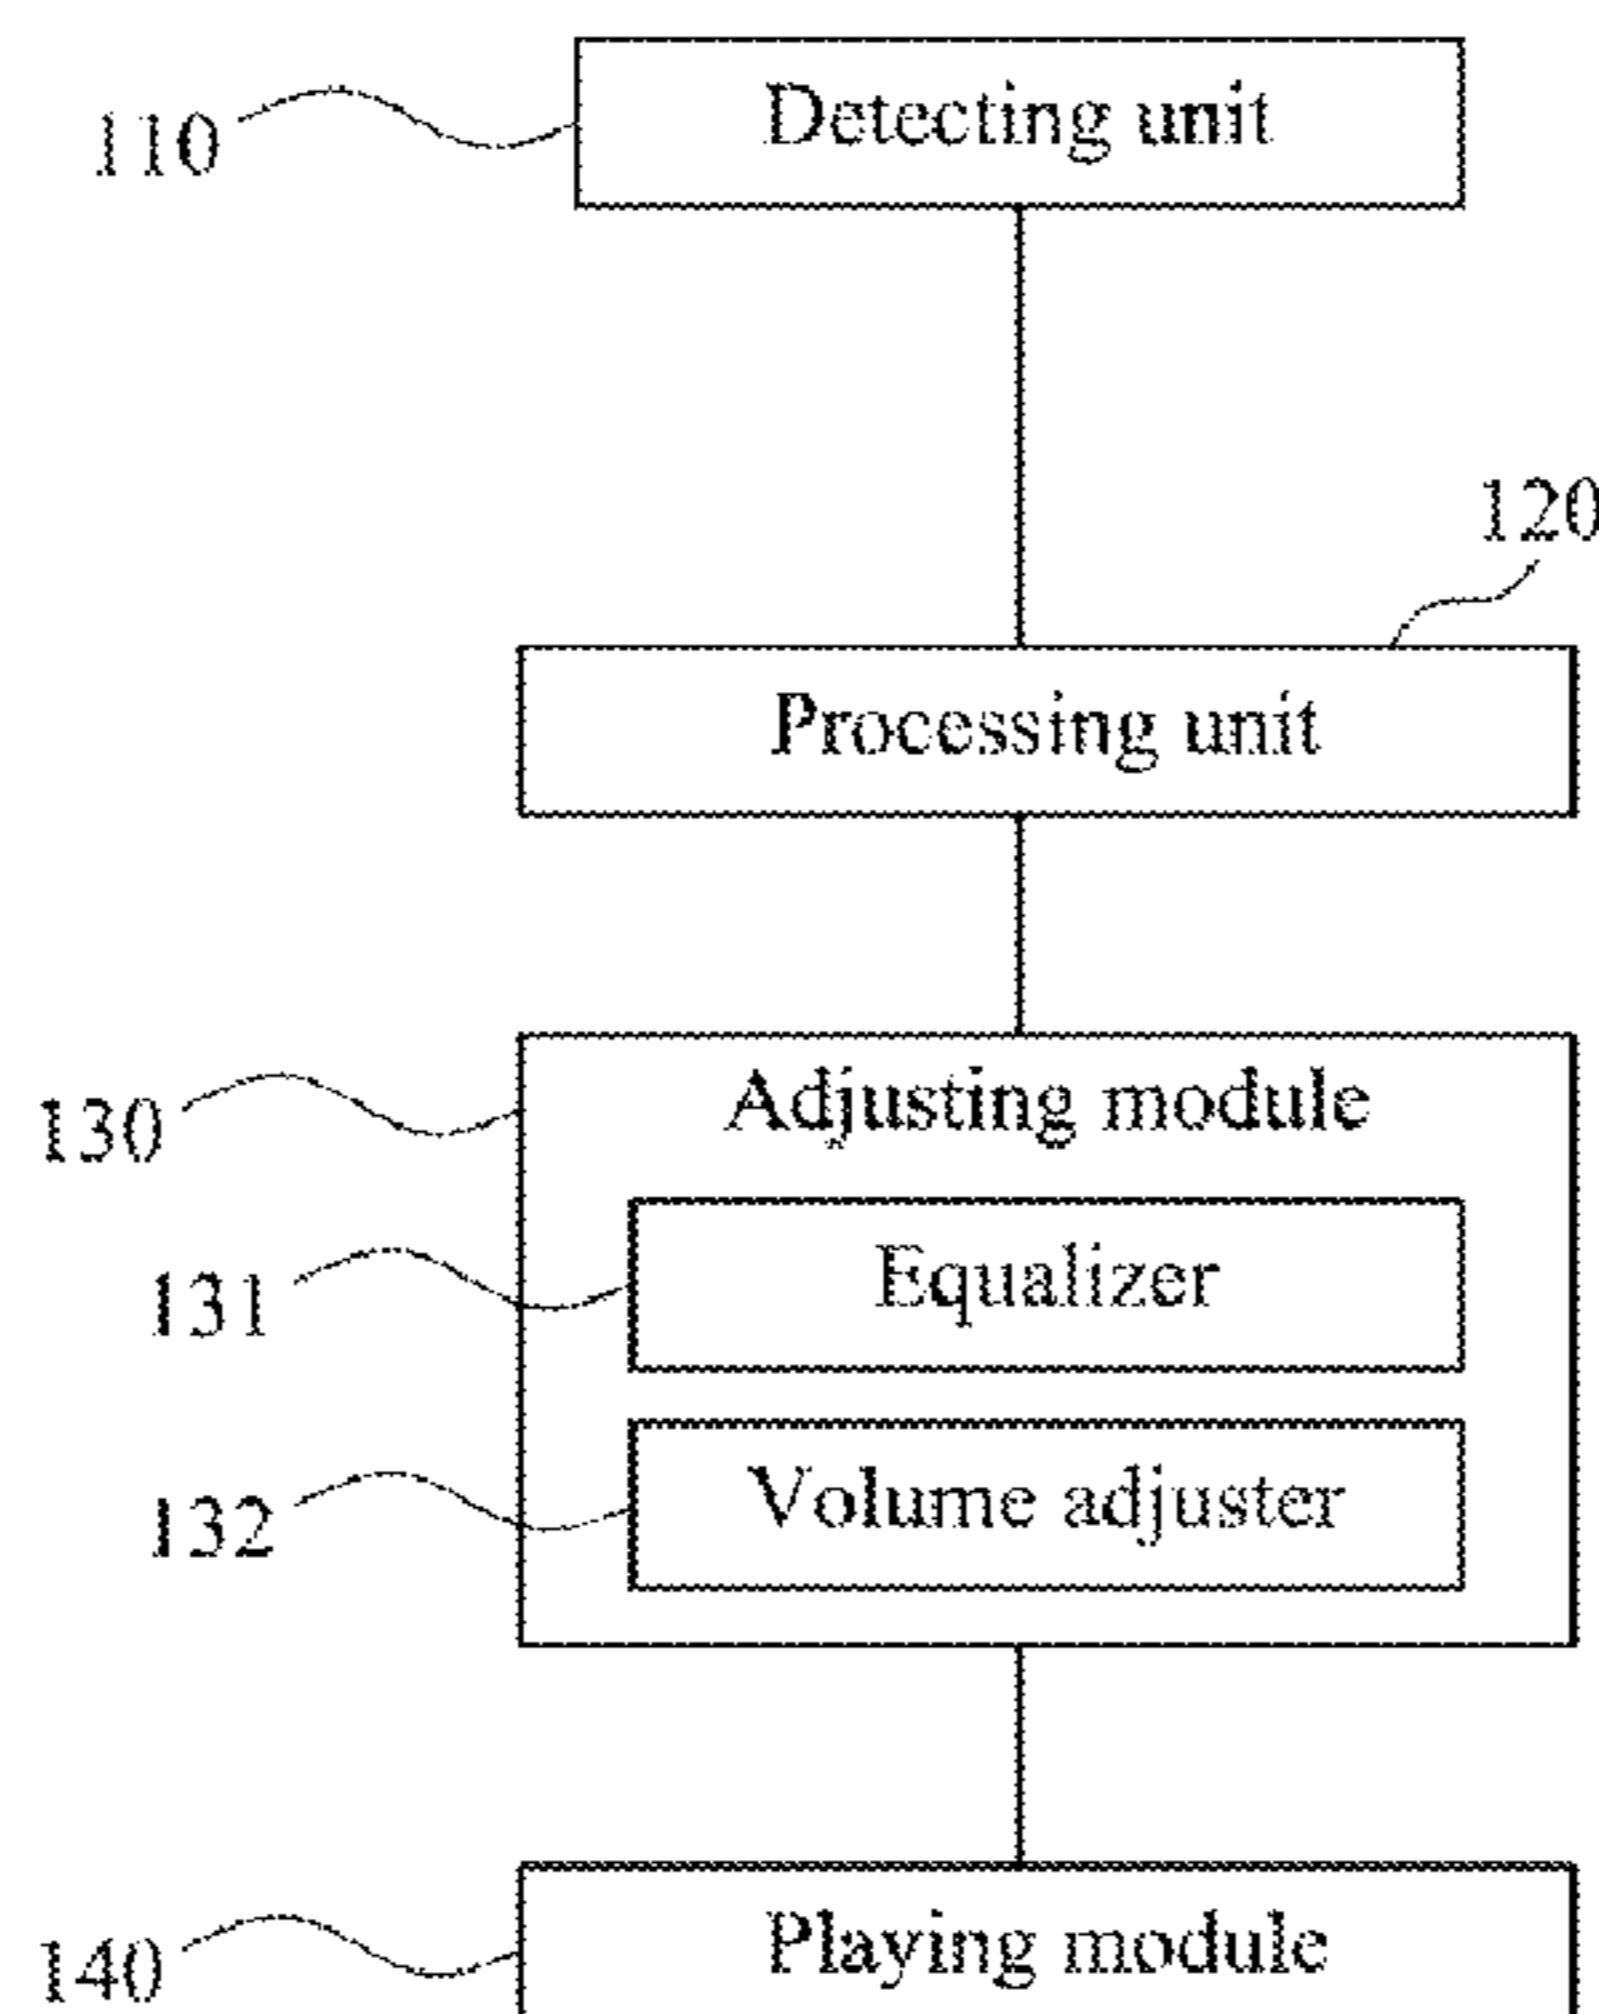 110
Detecting unit
120
Processing unit
Adjusting module
130
Equalizer
131
Volume adjuster
132
Playing module
140